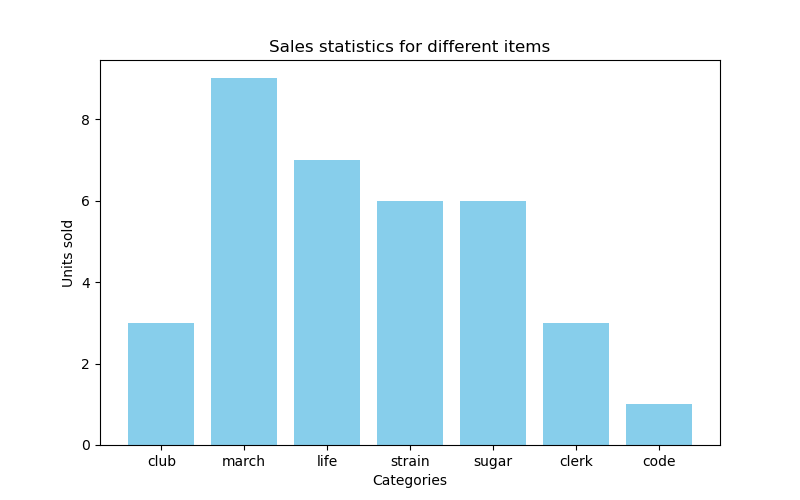 Sales statistics for different items
Units sold
8
6
4
2
0
club march life strain sugar clerk code
Categories